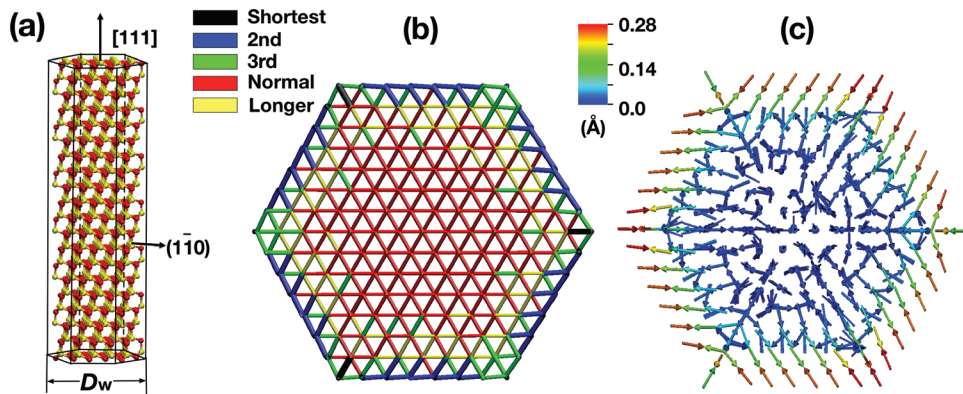 (a)
[111]
(11̅0)
Dw
Shortest
2nd
3rd
Normal
Longer
(b)
0.28
0.14
0.0
(Å)
(c)